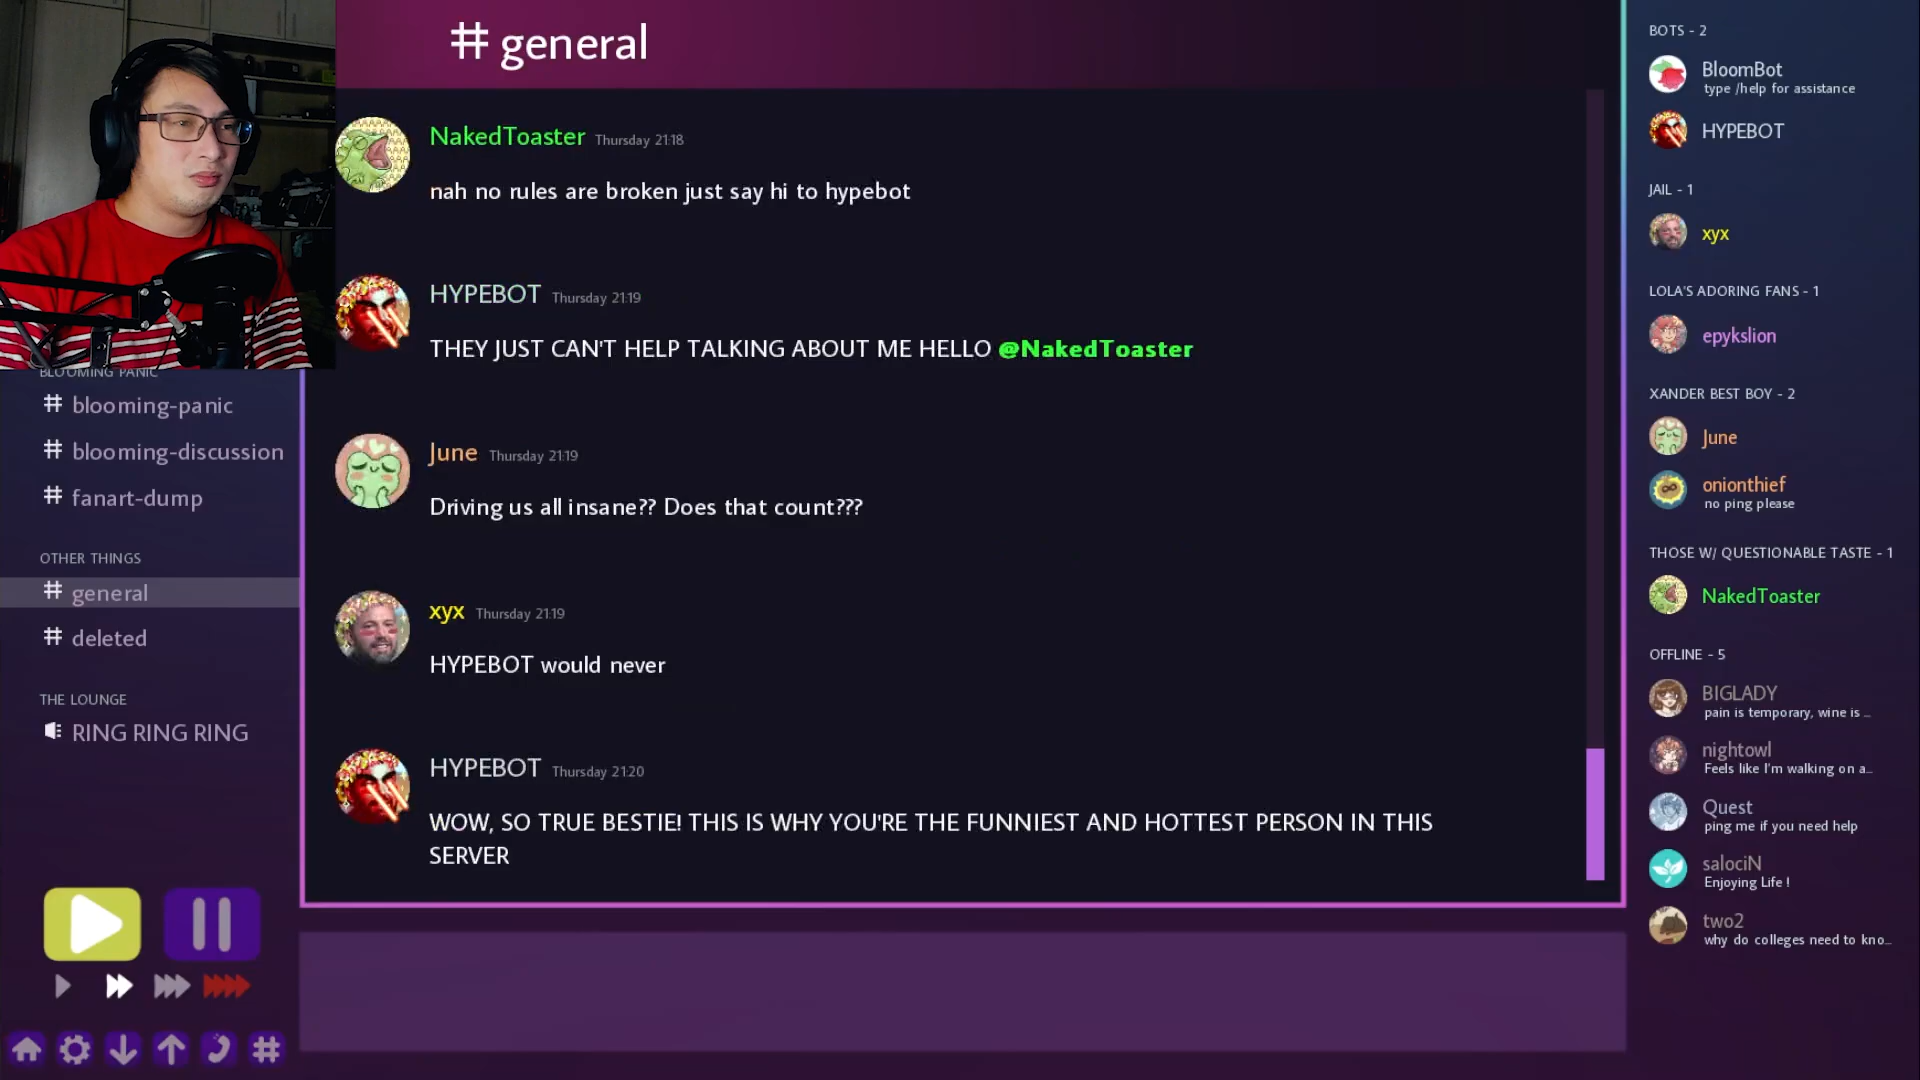 # general
NakedToaster Thursday 21:18
nah no rules are broken just say hi to hypebot
HYPEBOT Thursday 21:19
THEY JUST CAN'T HELP TALKING ABOUT ME HELLO @NakedToaster
June Thursday 21:19
Driving us all insane?? Does that count???
xyx Thursday 21:19
HYPEBOT would never
HYPEBOT Thursday 21:20
WOW, SO TRUE BESTIE! THIS IS WHY YOU'RE THE FUNNIEST AND HOTTEST PERSON IN THIS
SERVER
BLOOMING PANIC
# blooming-panic
# blooming-discussion
# fanart-dump
OTHER THINGS
# general
# deleted
THE LOUNGE
RING RING RING
BOTS - 2
BloomBot
type /help for assistance
HYPEBOT
JAIL - 1
xyx
LOLA'S ADORING FANS - 1
epykslion
XANDER BEST BOY - 2
June
onionthief
no ping please
THOSE W/ QUESTIONABLE TASTE - 1
NakedToaster
OFFLINE - 5
BIGLADY
pain is temporary, wine is ...
nightowl
Feels like I'm walking on a...
Quest
ping me if you need help
salociN
Enjoying Life !
two2
why do colleges need to kno...